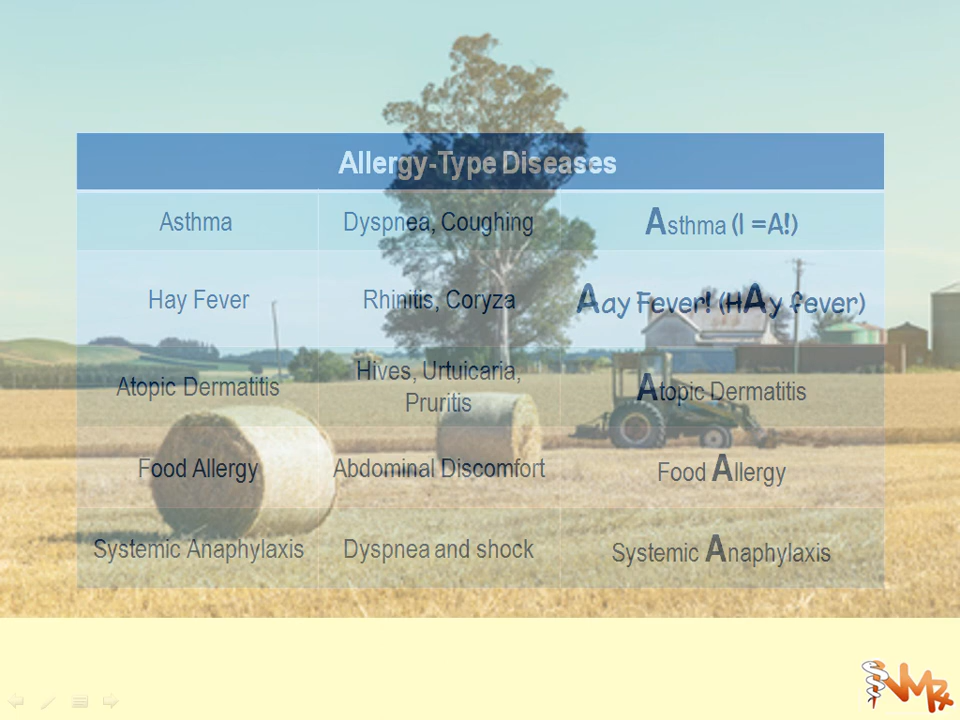 Allergy-Type Diseases
Asthma Dyspnea, Coughing Asthma (I =A!)
Hay Fever Rhinitis, Coryza Aay Fever! (HAy fever)
Atopic Dermatitis Hives, Urtuicaria, Pruritis Atopic Dermatitis
Food Allergy Abdominal Discomfort Food Allergy
Systemic Anaphylaxis Dyspnea and shock Systemic Anaphylaxis
VMRx